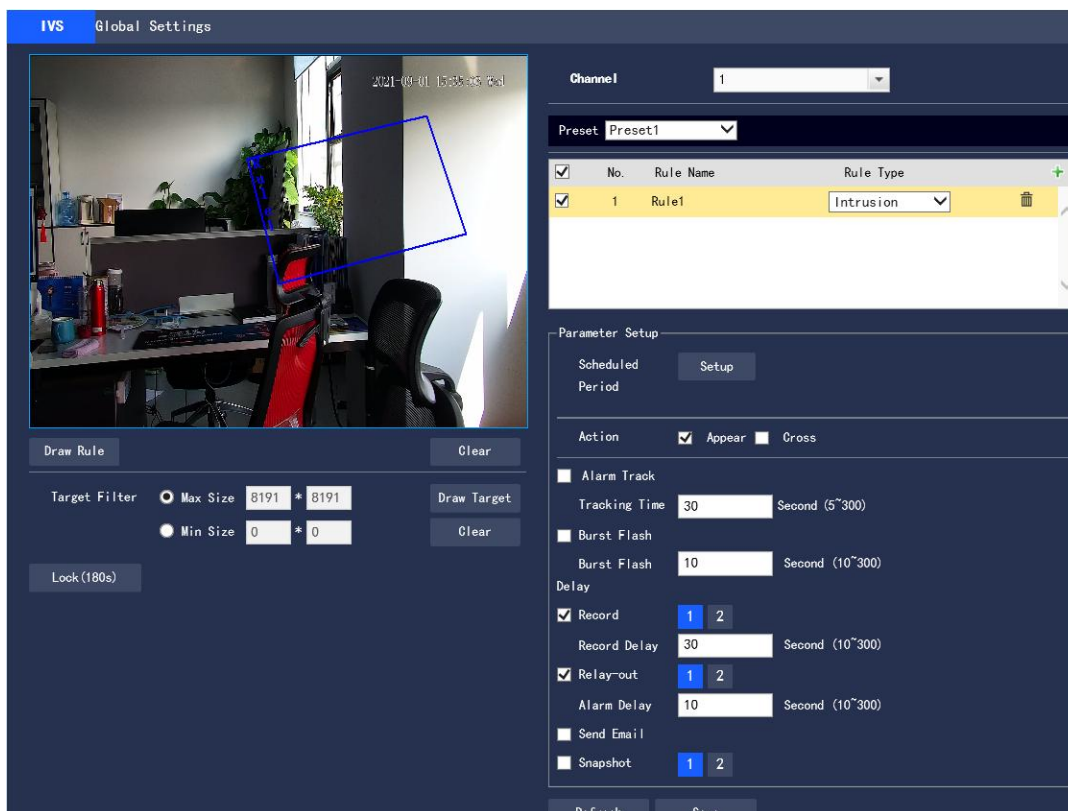 IVS Global Settings
2021-09-01
Channel 1
Preset Preset1
No. Rule Name Rule Type
1 Rule1 Intrusion
Parameter Setup
Scheduled Period Setup
Action Appear Cross
Draw Rule Clear
Alarm Track
Target Filter Max Size 8191 * 8191 Draw Target
Tracking Time 30 Second (5~300)
Min Size 0 * 0 Clear
Burst Flash
Burst Flash Delay 10 Second (10~300)
Lock(180s)
Record 1 2
Record Delay 30 Second (10~300)
Relay-out 1 2
Alarm Delay 10 Second (10~300)
Send Email
Snapshot 1 2
Refresh